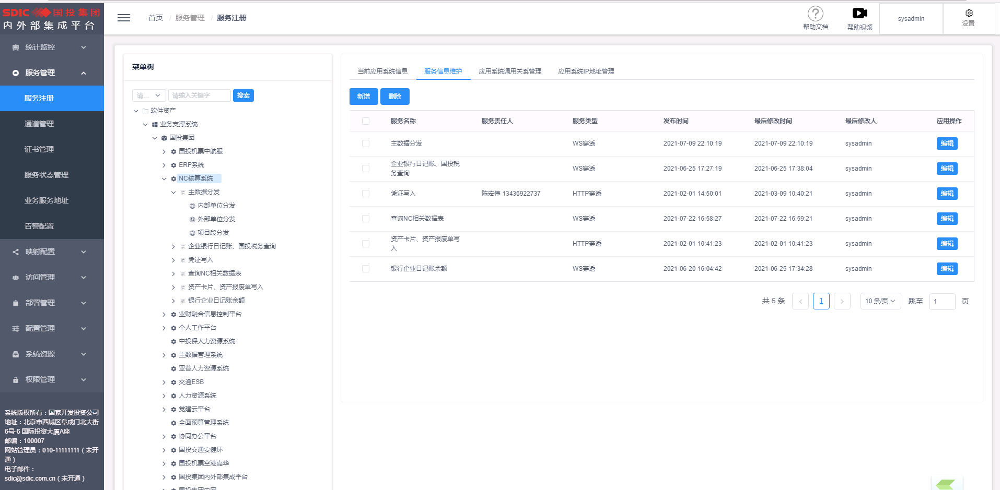 SDIC 国投集团
内外部集成平台
首页 / 服务管理 / 服务注册
帮助文档
帮助视频
sysadmin
设置
统计监控
服务管理
服务注册
通道管理
证书管理
服务状态管理
业务服务地址
告警配置
映射配置
访问管理
部署管理
配置管理
系统资源
权限管理
系统版权所有：国家开发投资公司
地址：北京市西城区阜成门北大街
6号-6 国际投资大厦A座
邮编：100007
网站管理员：010-11111111（未开
通）
电子邮件：
sdic@sdic.com.cn（未开通）
菜单树
请...
请输入关键字
搜索
软件资产
业务支撑系统
国投集团
国投机票中航服
ERP系统
NC核算系统
主数据分发
内部单位分发
外部单位分发
项目段分发
企业银行日记账、国投税务查询
凭证写入
查询NC相关数据表
资产卡片、资产报废单写入
银行企业日记账余额
业财融合信息控制平台
个人工作平台
中投保人力资源系统
主数据管理系统
亚普人力资源系统
交通ESB
人力资源系统
党建云平台
全面预算管理系统
协同办公平台
国投交通安健环
国投机票空港嘉华
国投集团内外部集成平台
当前应用系统信息 服务信息维护 应用系统调用关系管理 应用系统IP地址管理
新增 删除
服务名称 服务责任人 服务类型 发布时间 最后修改时间 最后修改人 应用操作
主数据分发 WS穿透 2021-07-09 22:10:19 2021-07-09 22:10:19 sysadmin 编辑
企业银行日记账、国投税
务查询
WS穿透 2021-06-25 17:27:19 2021-06-25 17:38:04 sysadmin 编辑
凭证写入 陈宏伟 13436922737 HTTP穿透 2021-02-01 14:50:01 2021-03-09 10:40:21 sysadmin 编辑
查询NC相关数据表 WS穿透 2021-07-22 16:58:27 2021-07-22 16:59:21 sysadmin 编辑
资产卡片、资产报废单写
入
HTTP穿透 2021-02-01 10:41:23 2021-02-01 10:41:23 sysadmin 编辑
银行企业日记账余额 WS穿透 2021-06-20 16:04:42 2021-06-25 17:34:28 sysadmin 编辑
共 6 条 1 10 条/页 跳至 1 页